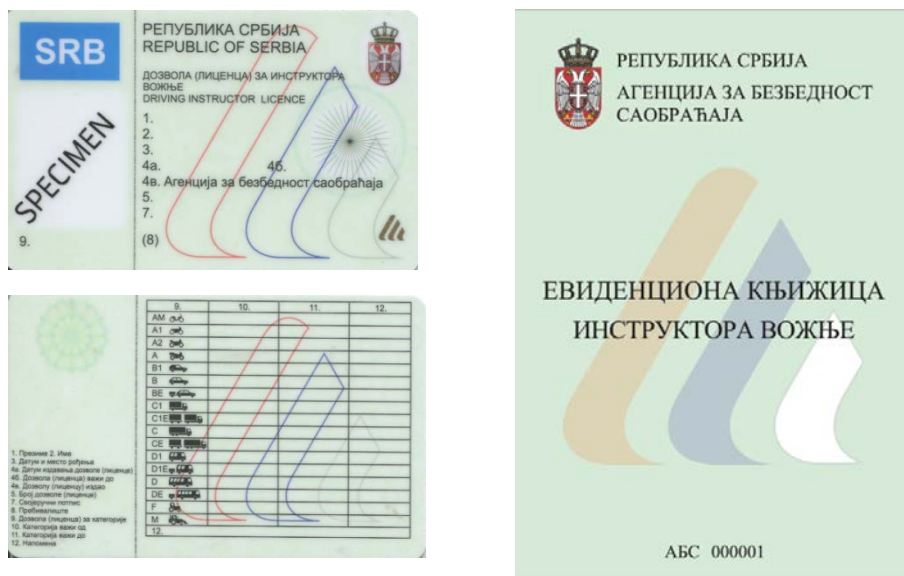 SRB
РЕПУБЛИКА СРБИЈА
REPUBLIC OF SERBIA
ДОЗВОЛА (ЛИЦЕНЦА) ЗА ИНСТРУКТОРА
ВОЖЊЕ
DRIVING INSTRUCTOR LICENCE
SPECIMEN
1.
2.
3.
4а. 4б.
4в. Агенција за безбедност саобраћаја
5.
7.
9. (8)
9. 10. 11. 12.
AM
A1
A2
A
B1
B
BE
C1
C1E
C
CE
D1
D1E
D
DE
F
M
12.
1. Презиме 2. Име
3. Датум и место рођења
4а. Датум издавања дозволе (лиценце)
4б. Дозвола (лиценца) важи до
4в. Дозволу (лиценцу) издао
5. Број дозволе (лиценце)
7. Својеручни потпис
8. Пребивалиште
9. Дозвола (лиценца) за категорије
10. Категорија важи од
11. Категорија важи до
12. Напомена
РЕПУБЛИКА СРБИЈА
АГЕНЦИЈА ЗА БЕЗБЕДНОСТ
САОБРАЋАЈА
ЕВИДЕНЦИОНА КЊИЖИЦА
ИНСТРУКТОРА ВОЖЊЕ
АБС 000001